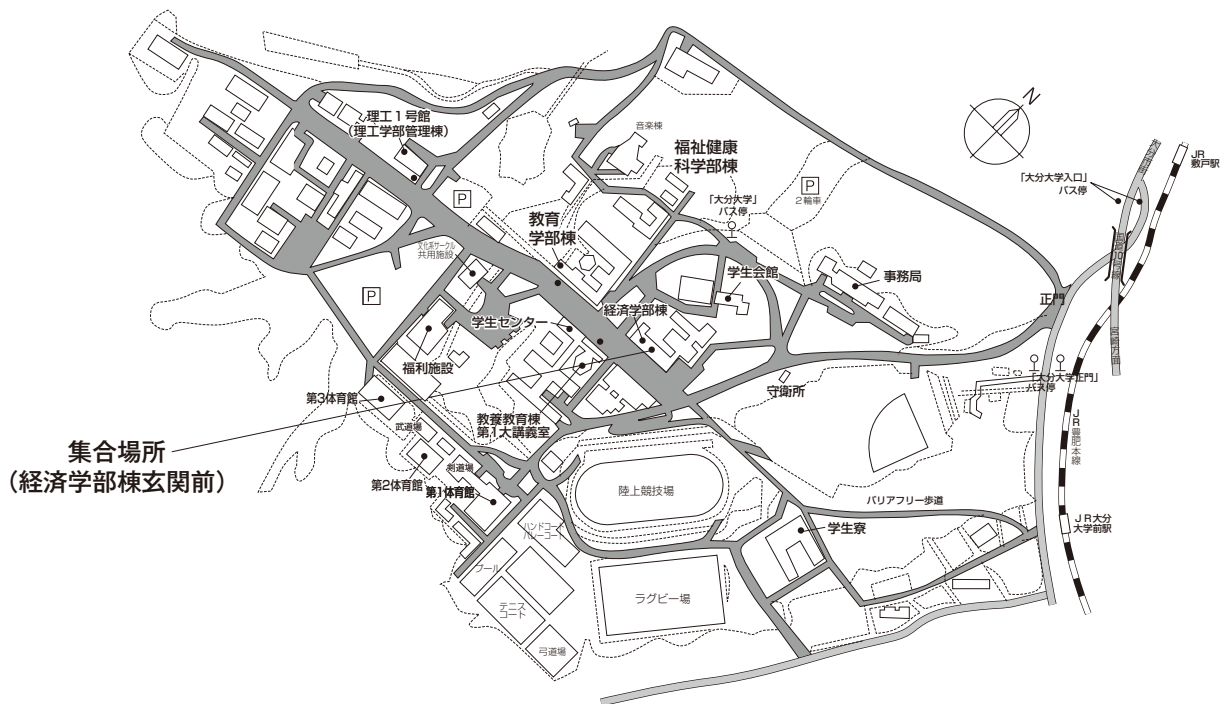 理工1号館
(理工学部管理棟)
音楽棟
福祉健康
科学部棟
N
JR
敷戸駅
「大分大学入口」
バス停
P
P
2輪車
「大分大学」
バス停
教育
学部棟
文化系サークル
共用施設
学生会館
事務局
正門
P
経済学部棟
学生センター
福利施設
守衛所
「大分大学正門」
バス停
宮崎方面
第3体育館
武道場
教養教育棟
第1大講義室
JR豊肥本線
集合場所
(経済学部棟玄関前)
第2体育館
剣道場
第1体育館
陸上競技場
バリアフリー歩道
ハンドコート
バレーコート
学生寮
JR大分
大学前駅
プール
テニス
コート
ラグビー場
弓道場